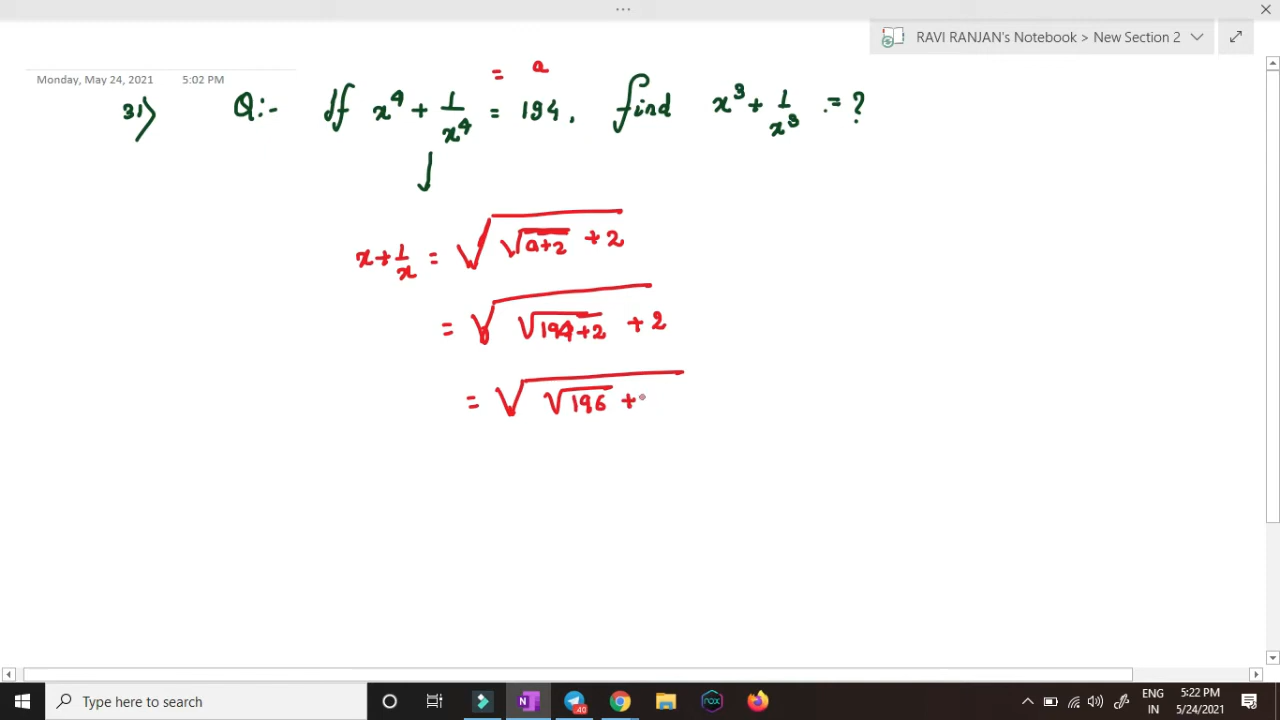 RAVI RANJAN's Notebook > New Section 2
Monday, May 24, 2021 5:02 PM
= a
31) Q:- If x⁴ + 1/x⁴ = 194, find x³ + 1/x³ = ?
x + 1/x = √(√(a+2) + 2)
= √(√(194+2) + 2)
= √(√196 +
Type here to search
40
ENG 5:22 PM
IN 5/24/2021